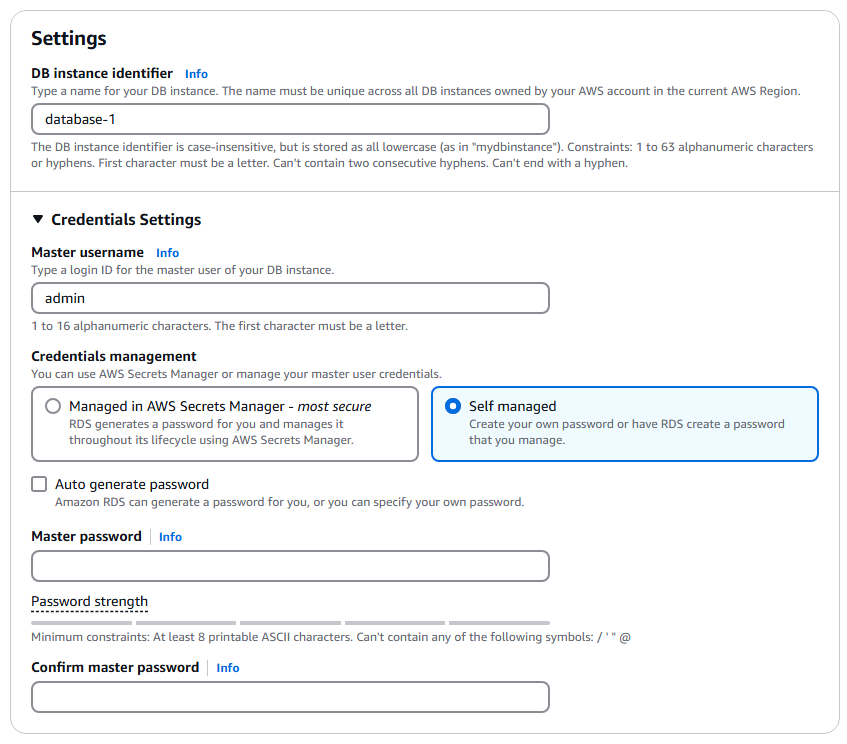 Settings
DB instance identifier Info
Type a name for your DB instance. The name must be unique across all DB instances owned by your AWS account in the current AWS Region.
database-1
The DB instance identifier is case-insensitive, but is stored as all lowercase (as in "mydbinstance"). Constraints: 1 to 63 alphanumeric characters
or hyphens. First character must be a letter. Can't contain two consecutive hyphens. Can't end with a hyphen.
Credentials Settings
Master username Info
Type a login ID for the master user of your DB instance.
admin
1 to 16 alphanumeric characters. The first character must be a letter.
Credentials management
You can use AWS Secrets Manager or manage your master user credentials.
Managed in AWS Secrets Manager - most secure
RDS generates a password for you and manages it
throughout its lifecycle using AWS Secrets Manager.
Self managed
Create your own password or have RDS create a password
that you manage.
Auto generate password
Amazon RDS can generate a password for you, or you can specify your own password.
Master password Info
Password strength
Minimum constraints: At least 8 printable ASCII characters. Can't contain any of the following symbols: / ' " @
Confirm master password Info